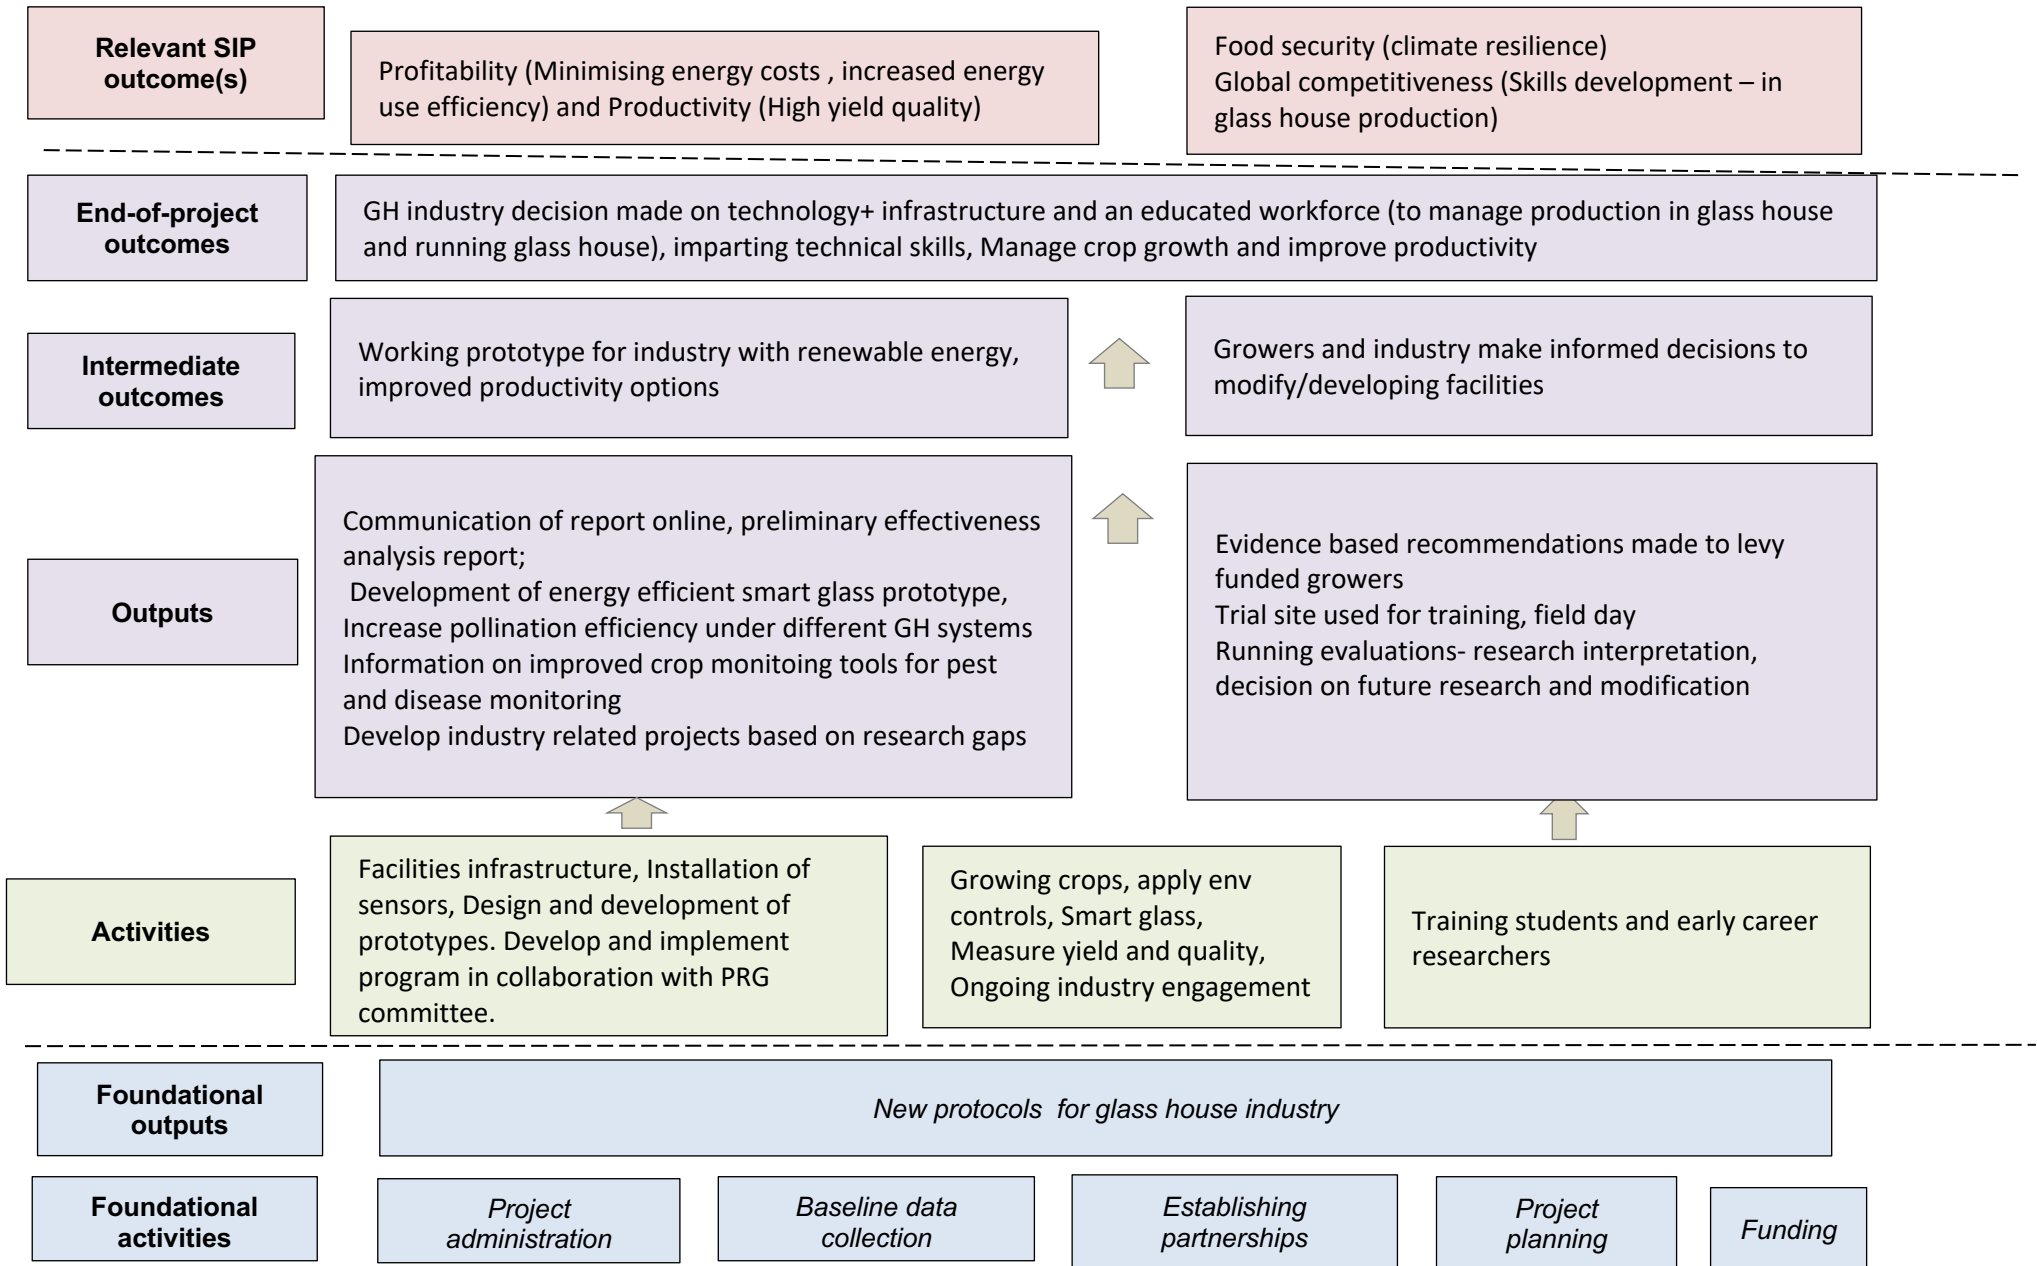 Relevant SIP
outcome(s)
Profitability (Minimising energy costs , increased energy
use efficiency) and Productivity (High yield quality)
Food security (climate resilience)
Global competitiveness (Skills development – in
glass house production)
End-of-project
outcomes
GH industry decision made on technology+ infrastructure and an educated workforce (to manage production in glass house
and running glass house), imparting technical skills, Manage crop growth and improve productivity
Intermediate
outcomes
Working prototype for industry with renewable energy,
improved productivity options
Growers and industry make informed decisions to
modify/developing facilities
Outputs
Communication of report online, preliminary effectiveness
analysis report;
Development of energy efficient smart glass prototype,
Increase pollination efficiency under different GH systems
Information on improved crop monitoing tools for pest
and disease monitoring
Develop industry related projects based on research gaps
Evidence based recommendations made to levy
funded growers
Trial site used for training, field day
Running evaluations- research interpretation,
decision on future research and modification
Activities
Facilities infrastructure, Installation of
sensors, Design and development of
prototypes. Develop and implement
program in collaboration with PRG
committee.
Growing crops, apply env
controls, Smart glass,
Measure yield and quality,
Ongoing industry engagement
Training students and early career
researchers
Foundational
outputs
New protocols  for glass house industry
Foundational
activities
Project
administration
Baseline data
collection
Establishing
partnerships
Project
planning
Funding